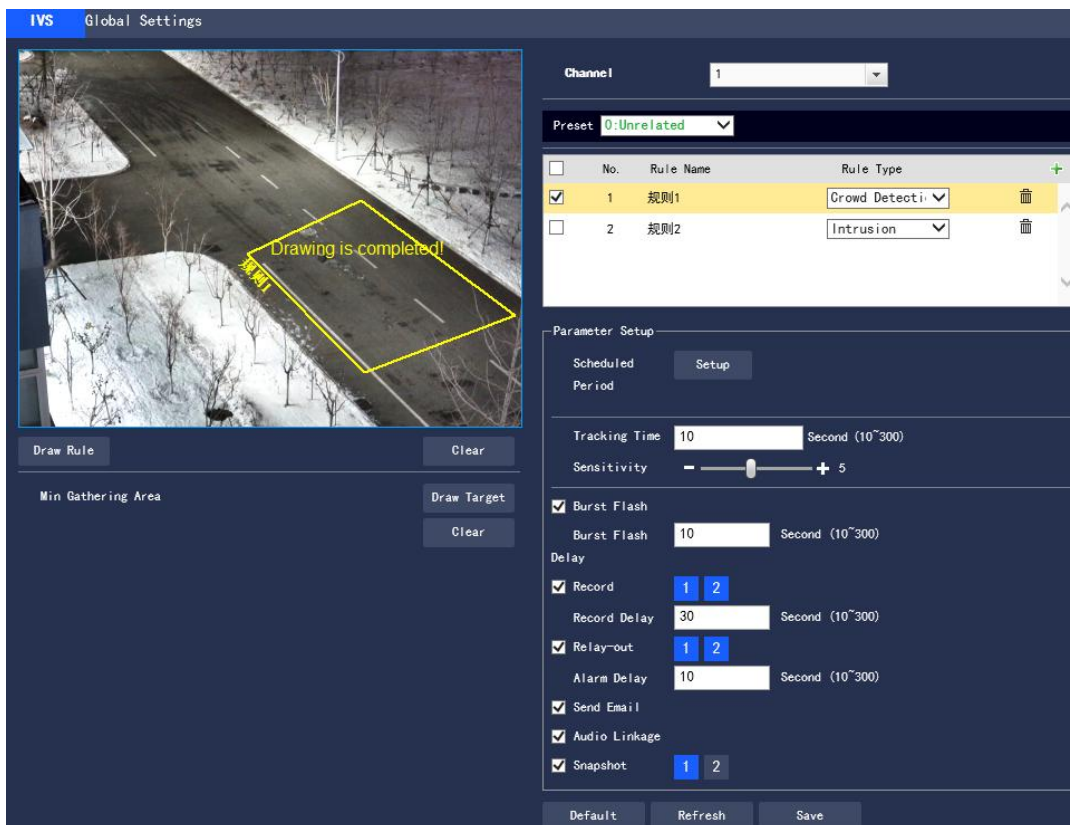 IVS Global Settings
Channel 1
Preset 0:Unrelated
No. Rule Name Rule Type +
1 规则1 Crowd Detecti
2 规则2 Intrusion
Drawing is completed!
规则1
Draw Rule Clear
Min Gathering Area Draw Target
Clear
Parameter Setup
Scheduled Period Setup
Tracking Time 10 Second (10~300)
Sensitivity - + 5
Burst Flash
Burst Flash Delay 10 Second (10~300)
Record 1 2
Record Delay 30 Second (10~300)
Relay-out 1 2
Alarm Delay 10 Second (10~300)
Send Email
Audio Linkage
Snapshot 1 2
Default Refresh Save